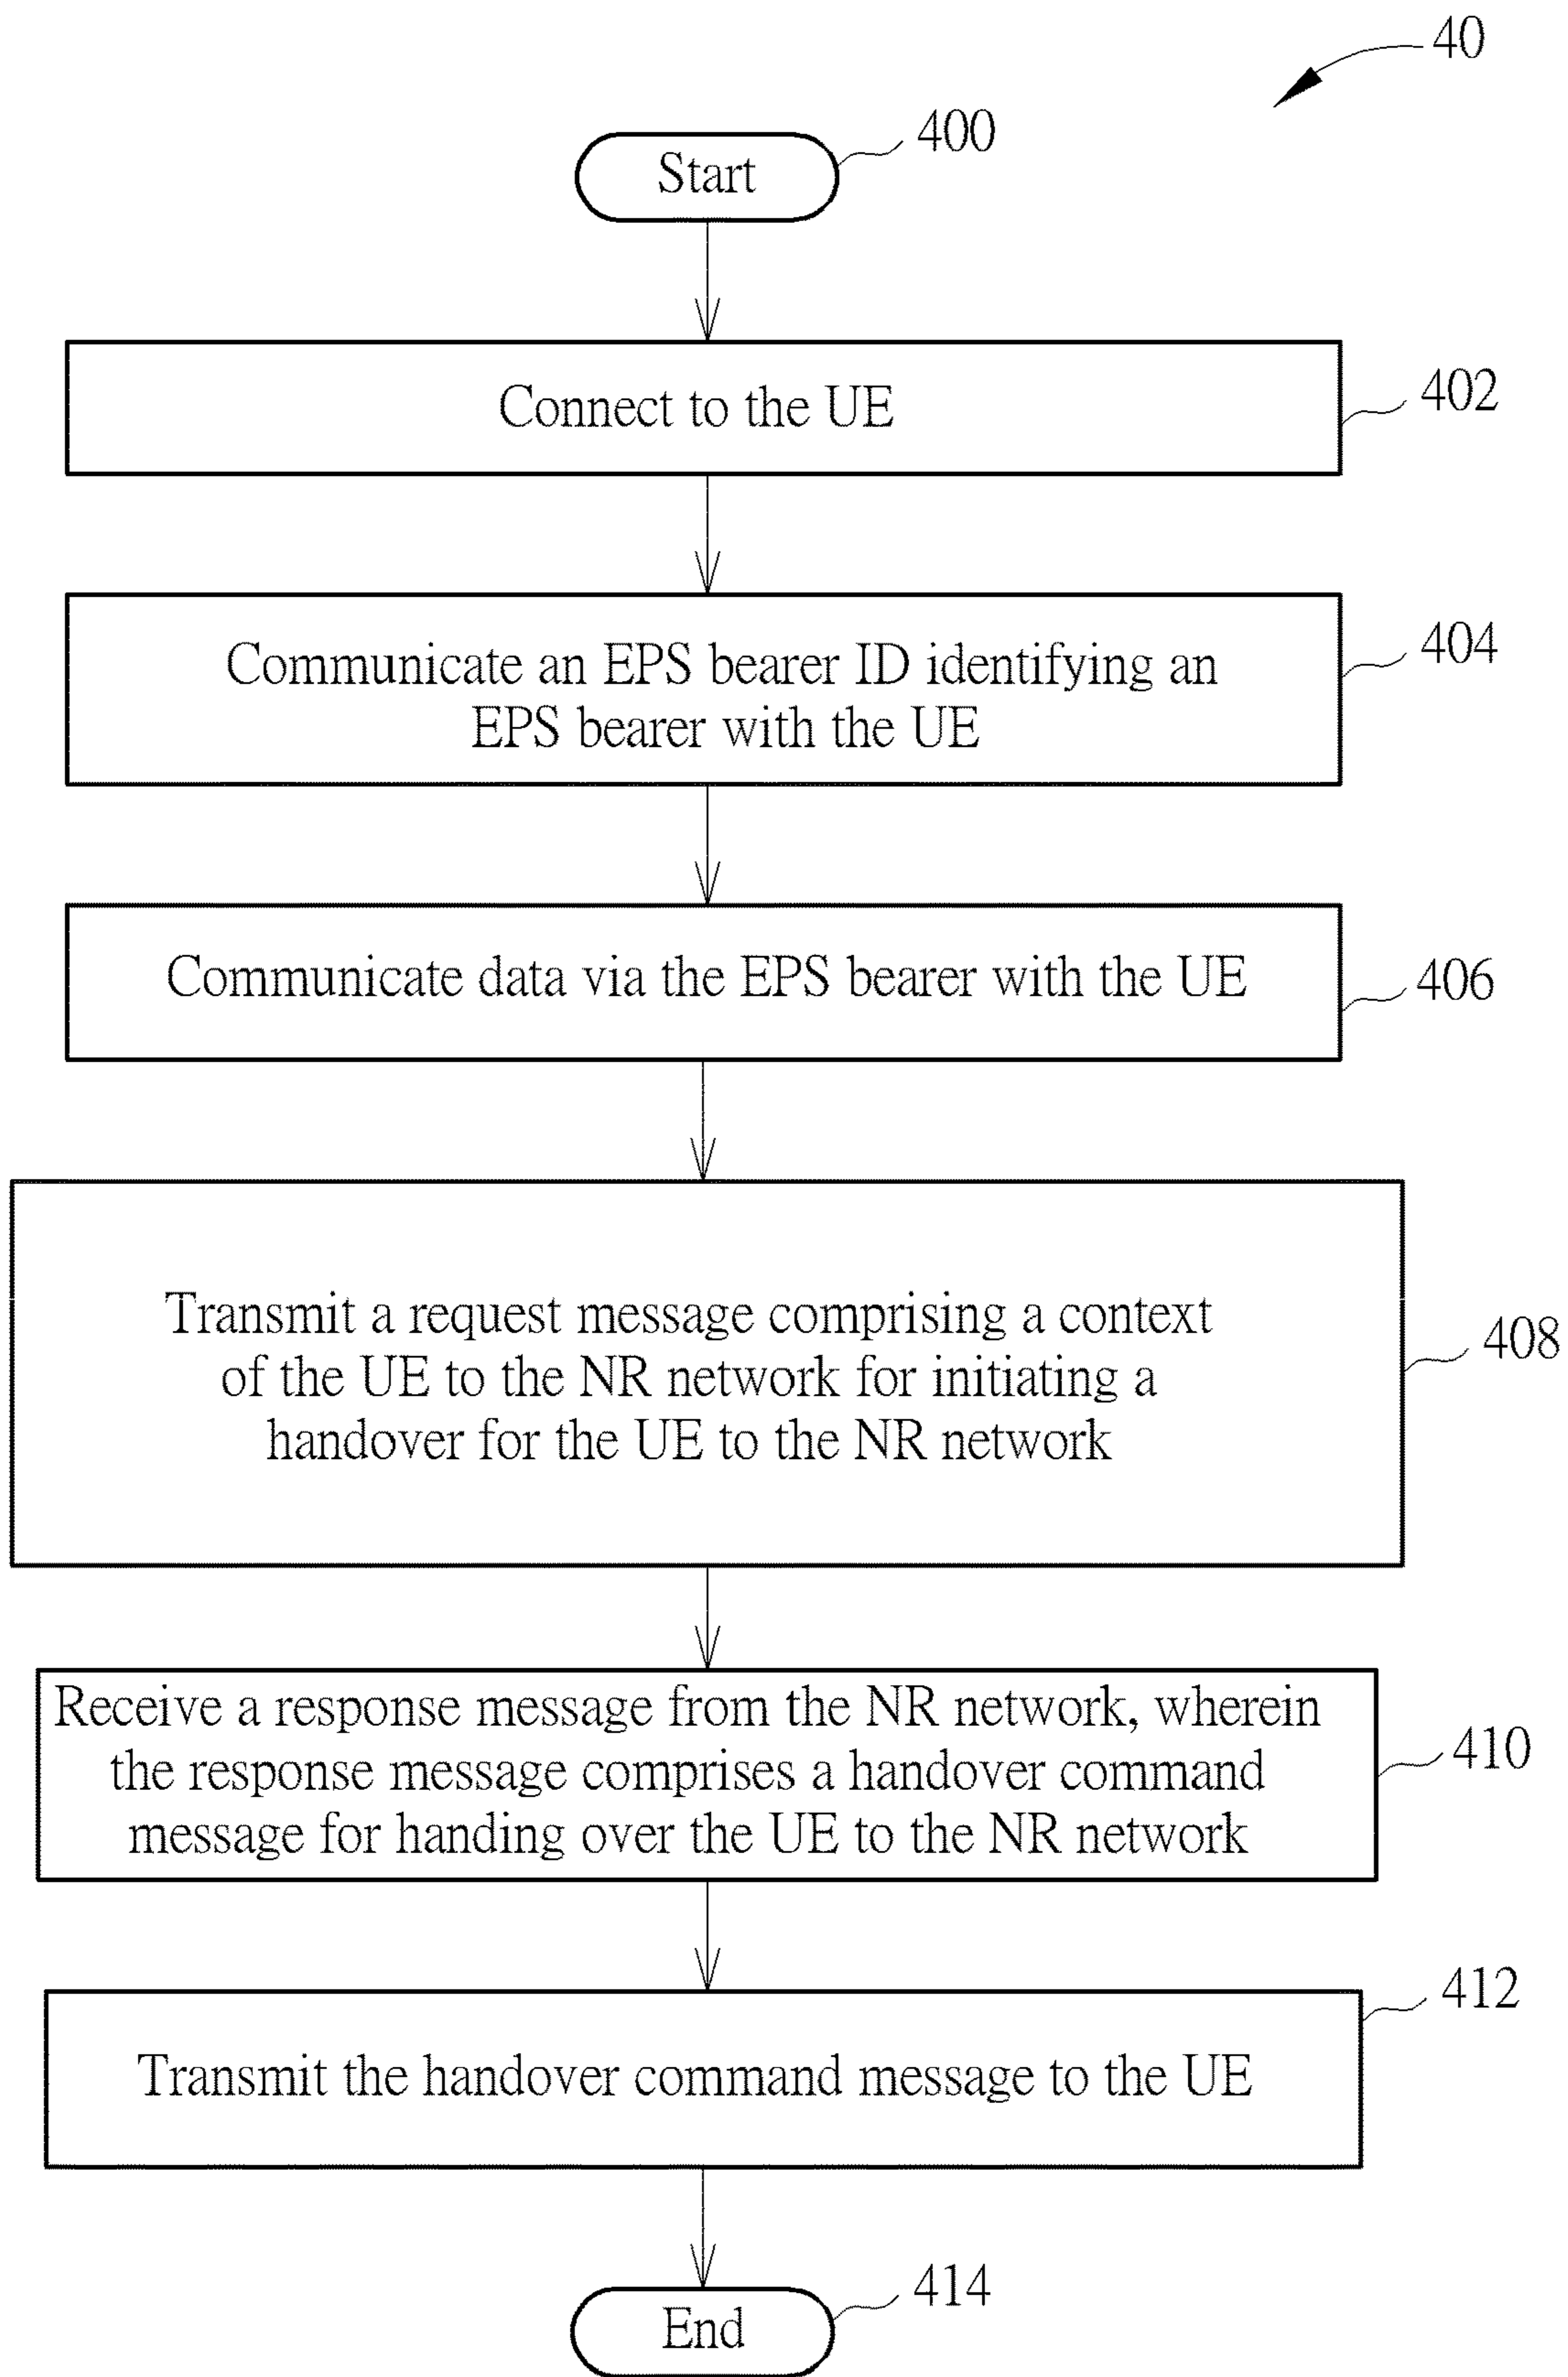 40
Start
400
Connect to the UE
402
Communicate an EPS bearer ID identifying an
EPS bearer with the UE
404
Communicate data via the EPS bearer with the UE
406
Transmit a request message comprising a context
of the UE to the NR network for initiating a
handover for the UE to the NR network
408
Receive a response message from the NR network, wherein
the response message comprises a handover command
message for handing over the UE to the NR network
410
Transmit the handover command message to the UE
412
End
414